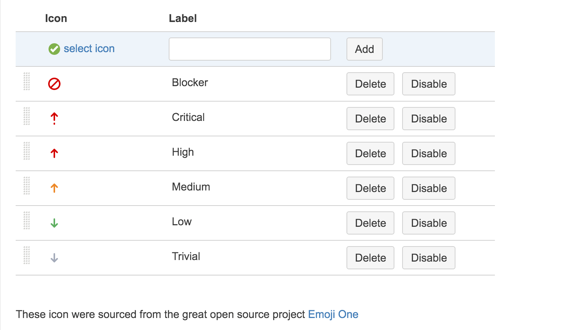 Icon Label
select icon Add
Blocker Delete Disable
Critical Delete Disable
High Delete Disable
Medium Delete Disable
Low Delete Disable
Trivial Delete Disable
These icon were sourced from the great open source project Emoji One